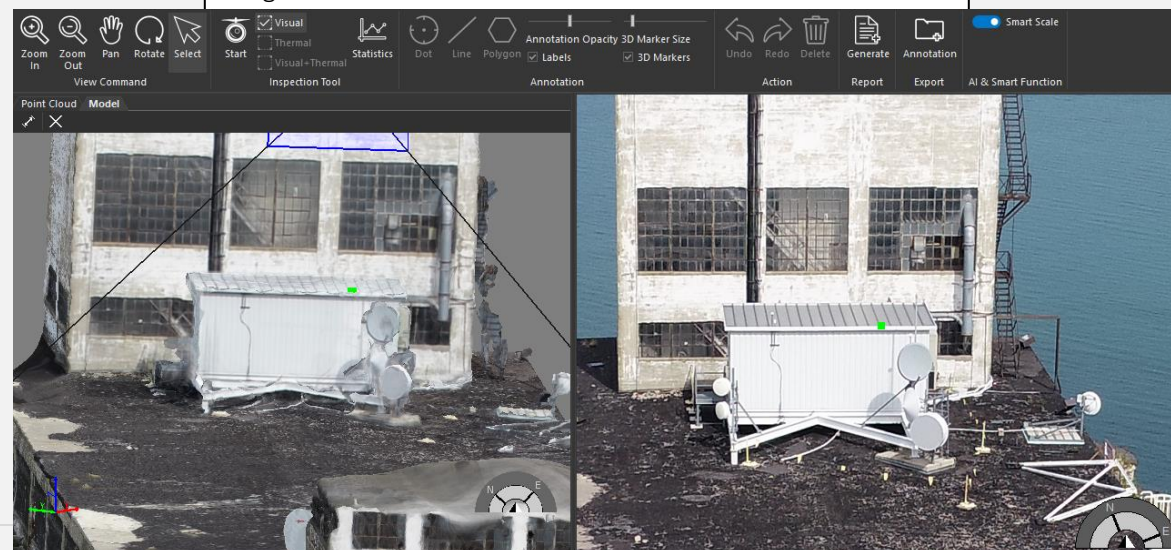 Zoom In
Zoom Out
Pan
Rotate
Select
View Command
Start
Visual
Thermal
Visual+Thermal
Statistics
Inspection Tool
Dot
Line
Polygon
Annotation Opacity
3D Marker Size
Labels
3D Markers
Annotation
Undo
Redo
Delete
Action
Generate
Report
Annotation
Export
Smart Scale
AI & Smart Function
Point Cloud
Model
N
E
N
E